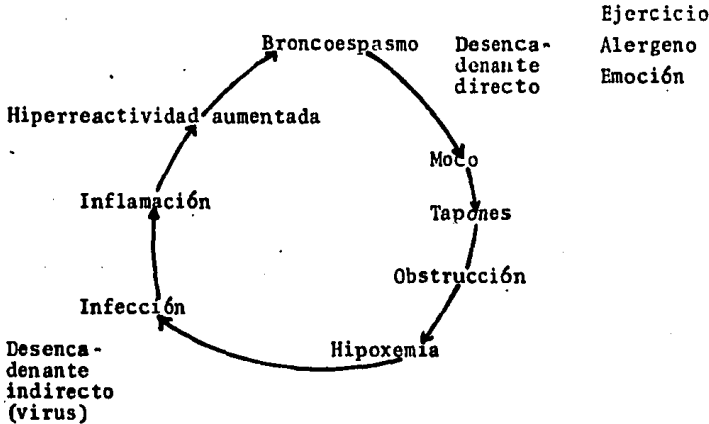 Ejercicio
Broncoespasmo
Desenca-
denante
directo
Alergeno
Emoción
Hiperreactividad aumentada
Moco
Inflamación
Tapones
Obstrucción
Infección
Hipoxemia
Desenca-
denante
indirecto
(virus)